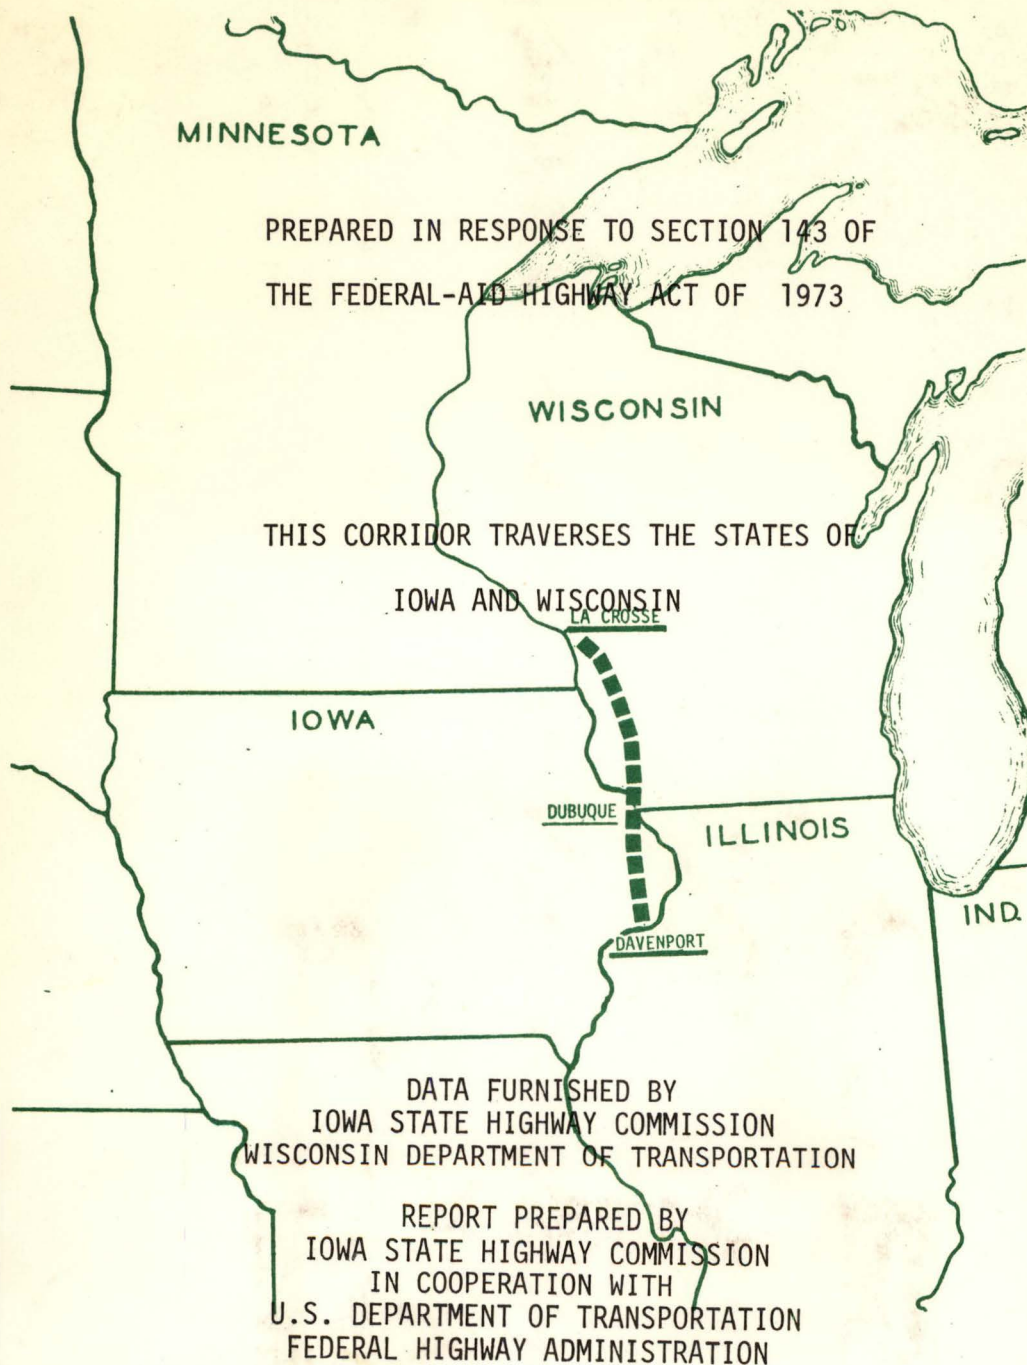 MINNESOTA
PREPARED IN RESPONSE TO SECTION 143 OF
THE FEDERAL-AID HIGHWAY ACT OF 1973
WISCONSIN
THIS CORRIDOR TRAVERSES THE STATES OF
IOWA AND WISCONSIN
LA CROSSE
IOWA
DUBUQUE
ILLINOIS
IND.
DAVENPORT
DATA FURNISHED BY
IOWA STATE HIGHWAY COMMISSION
WISCONSIN DEPARTMENT OF TRANSPORTATION
REPORT PREPARED BY
IOWA STATE HIGHWAY COMMISSION
IN COOPERATION WITH
U.S. DEPARTMENT OF TRANSPORTATION
FEDERAL HIGHWAY ADMINISTRATION